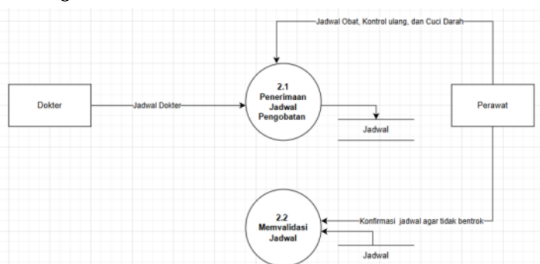 Jadwal Obat, Kontrol ulang, dan Cuci Darah
Dokter
Jadwal Dokter
2.1
Penerimaan
Jadwal
Pengobatan
Jadwal
Perawat
2.2
Memvalidasi
Jadwal
Konfirmasi jadwal agar tidak bentrok
Jadwal